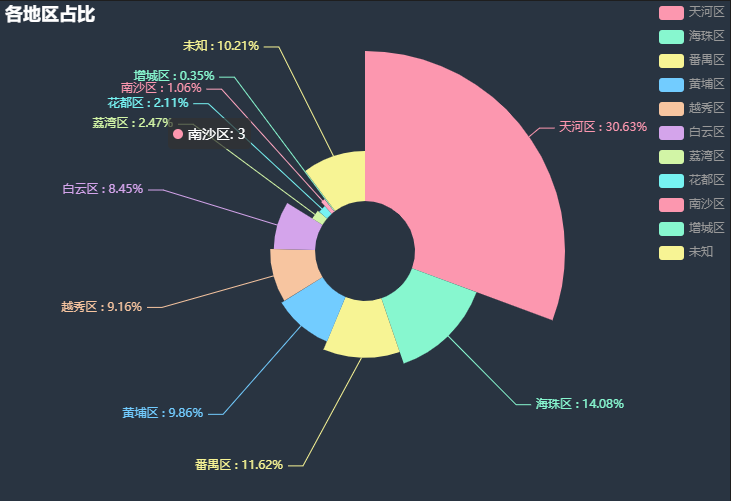 各地区占比
未知 : 10.21%
增城区 : 0.35%
南沙区 : 1.06%
花都区 : 2.11%
荔湾区 : 2.47%
南沙区: 3
白云区 : 8.45%
越秀区 : 9.16%
黄埔区 : 9.86%
番禺区 : 11.62%
海珠区 : 14.08%
天河区 : 30.63%
天河区
海珠区
番禺区
黄埔区
越秀区
白云区
荔湾区
花都区
南沙区
增城区
未知